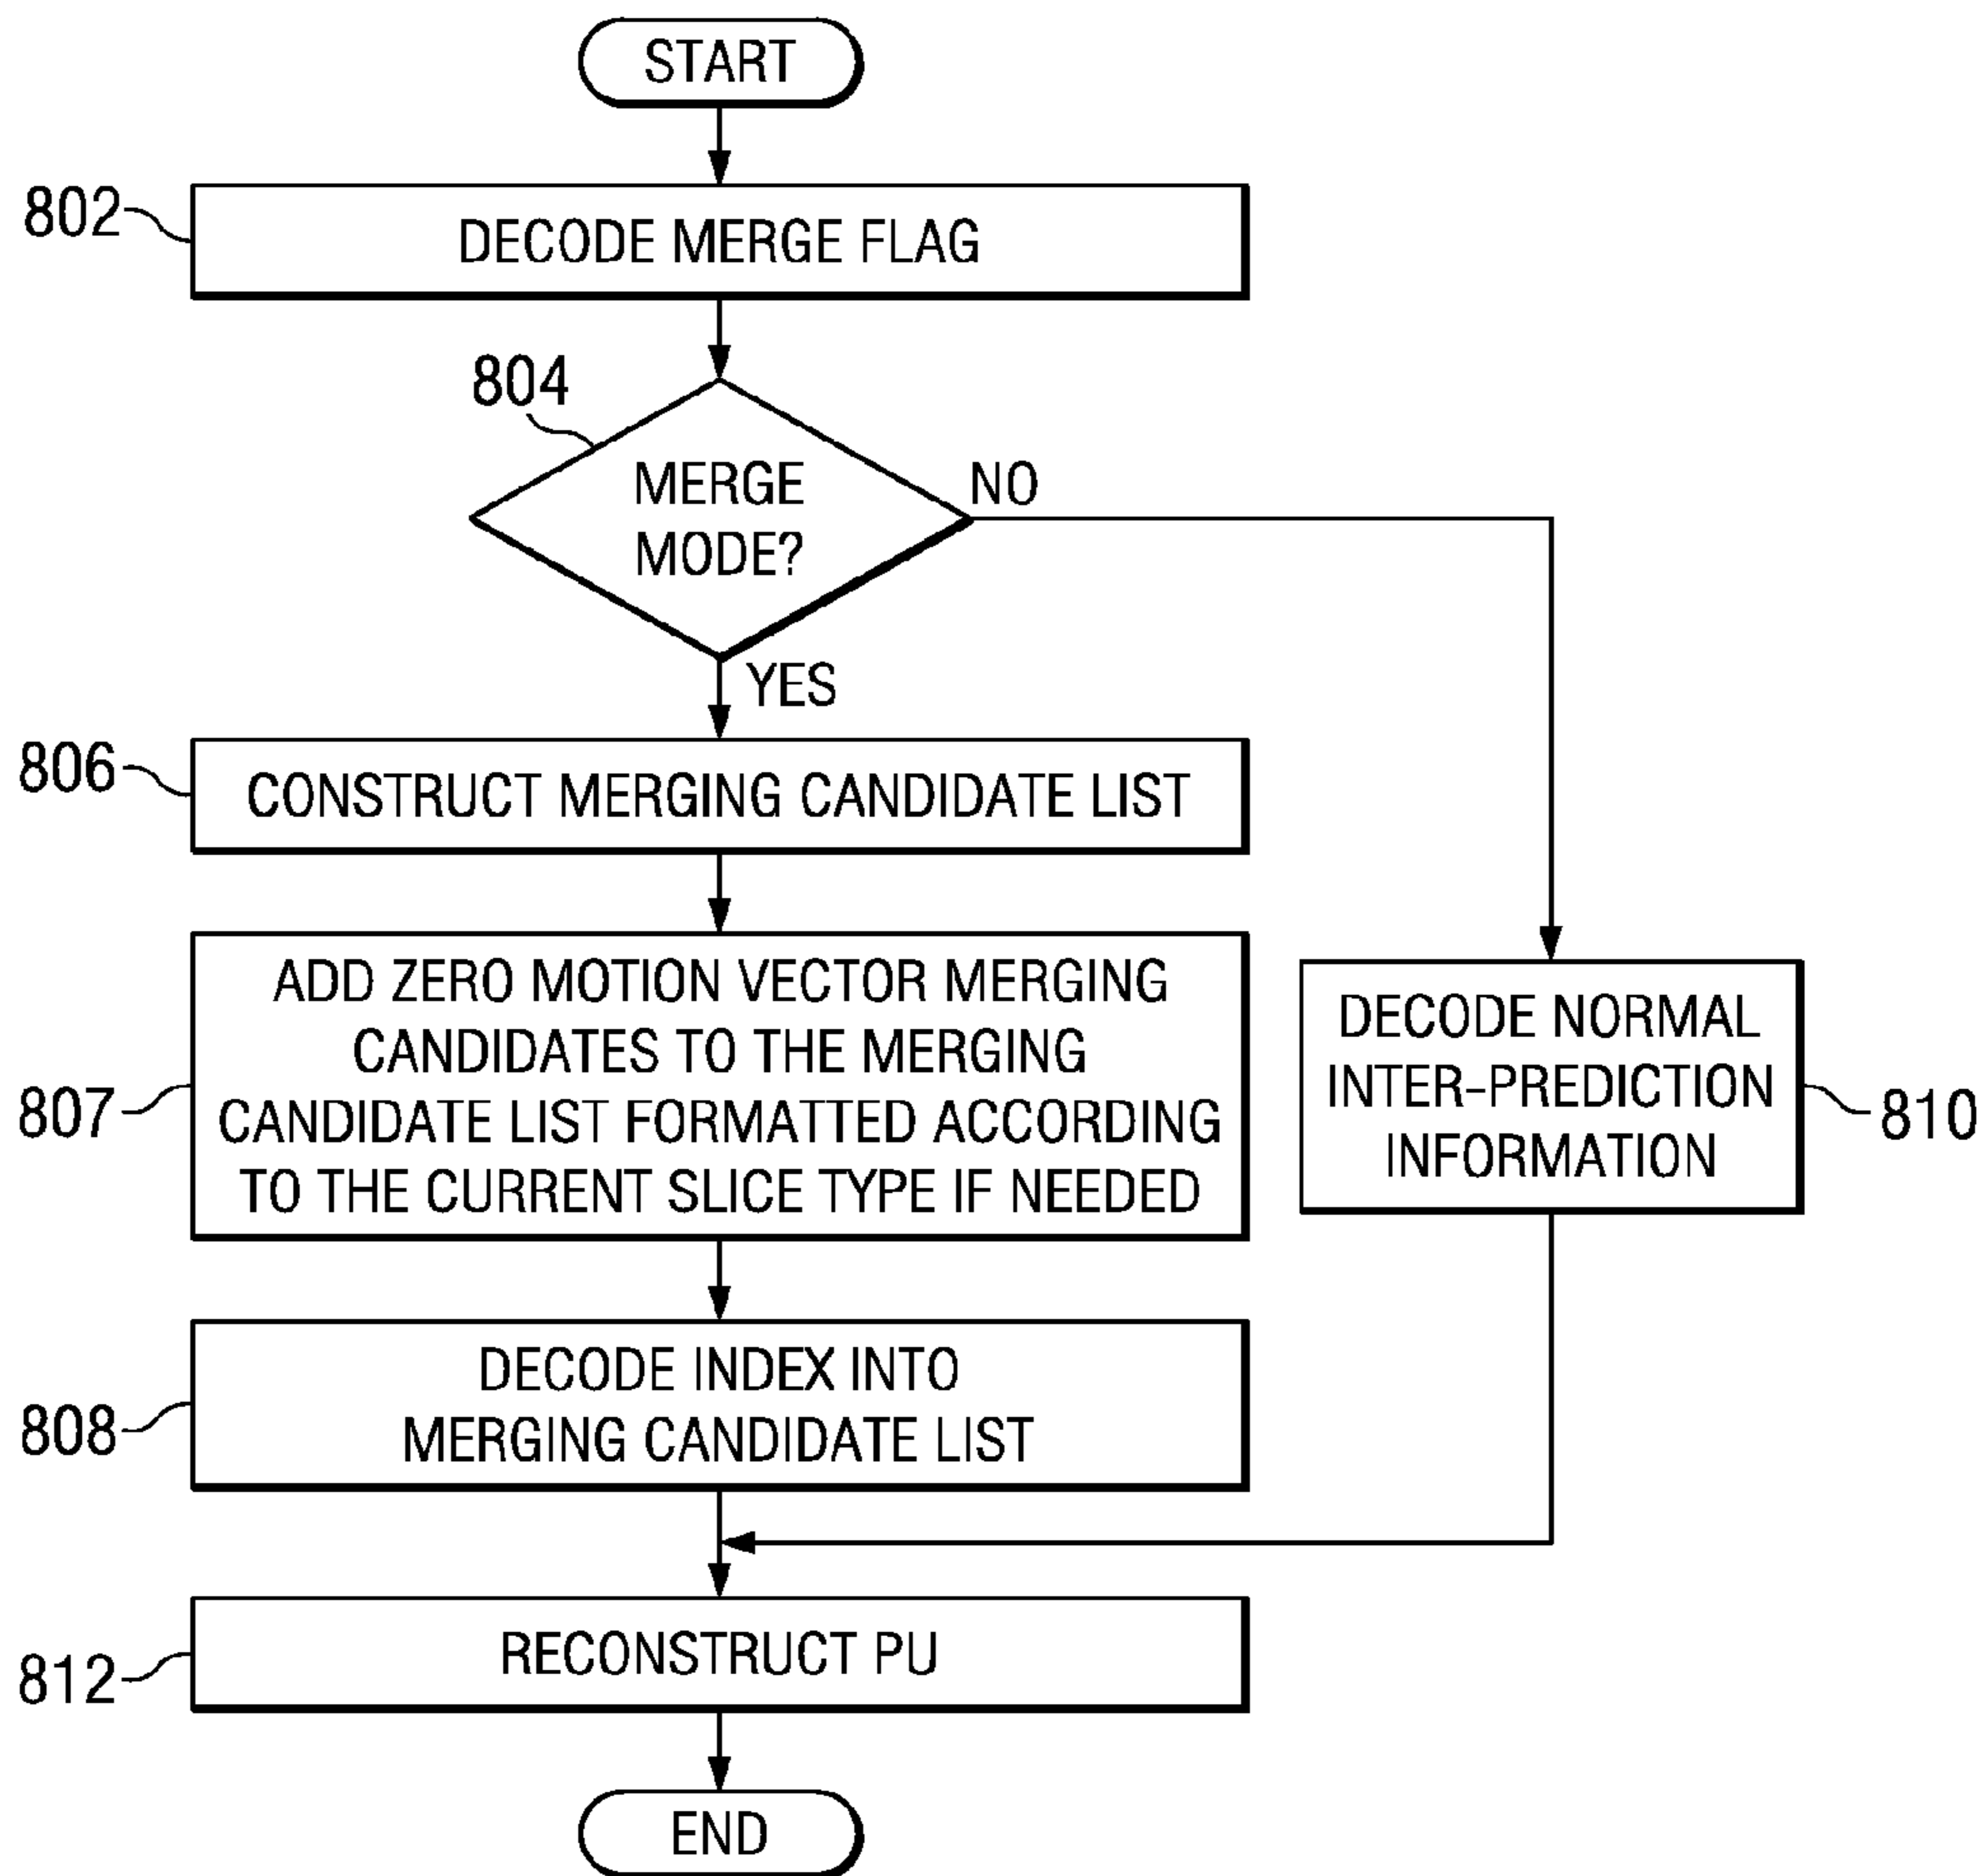 START
802
DECODE MERGE FLAG
804
MERGE
MODE?
NO
YES
806
CONSTRUCT MERGING CANDIDATE LIST
807
ADD ZERO MOTION VECTOR MERGING
CANDIDATES TO THE MERGING
CANDIDATE LIST FORMATTED ACCORDING
TO THE CURRENT SLICE TYPE IF NEEDED
DECODE NORMAL
INTER-PREDICTION
INFORMATION
810
808
DECODE INDEX INTO
MERGING CANDIDATE LIST
812
RECONSTRUCT PU
END